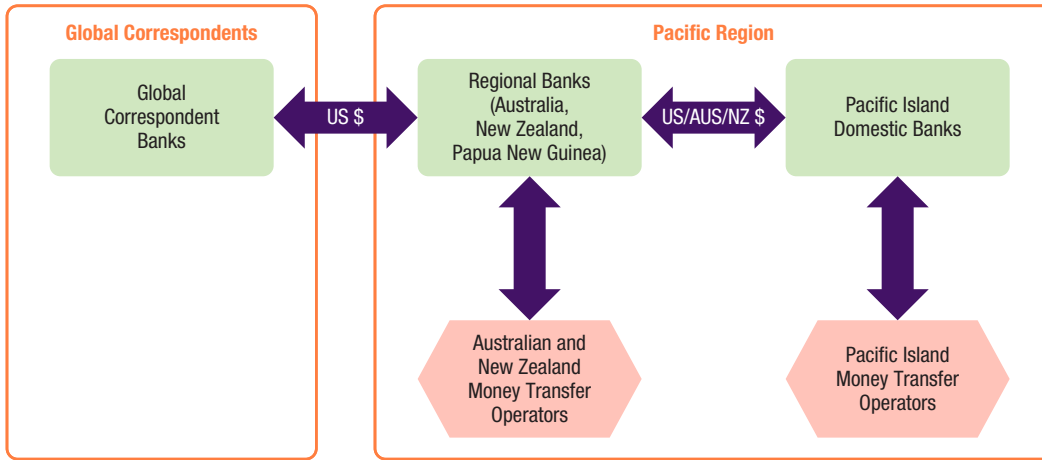 Global Correspondents
Pacific Region
Global
Correspondent
Banks
US $
Regional Banks
(Australia,
New Zealand,
Papua New Guinea)
US/AUS/NZ $
Pacific Island
Domestic Banks
Australian and
New Zealand
Money Transfer
Operators
Pacific Island
Money Transfer
Operators